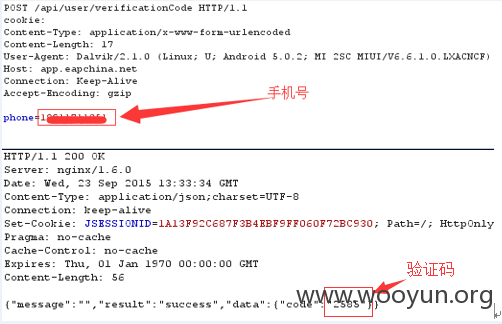 POST /api/user/verificationCode HTTP/1.1
cookie:
Content-Type: application/x-www-form-urlencoded
Content-Length: 17
User-Agent: Dalvik/2.1.0 (Linux; U; Android 5.0.2; MI 2SC MIUI/V6.6.1.0.LXACNCF)
Host: app.eapchina.net
Connection: Keep-Alive
Accept-Encoding: gzip
手机号
phone=
HTTP/1.1 200 OK
Server: nginx/1.6.0
Date: Wed, 23 Sep 2015 13:33:34 GMT
Content-Type: application/json;charset=UTF-8
Connection: keep-alive
Set-Cookie: JSESSIONID=1A13F92C687F3B4EBF9FF060F72BC930; Path=/; HttpOnly
Pragma: no-cache
Cache-Control: no-cache
Expires: Thu, 01 Jan 1970 00:00:00 GMT
Content-Length: 56
验证码
www.wooyun.org
{"message":"","result":"success","data":{"code":"2585"}}